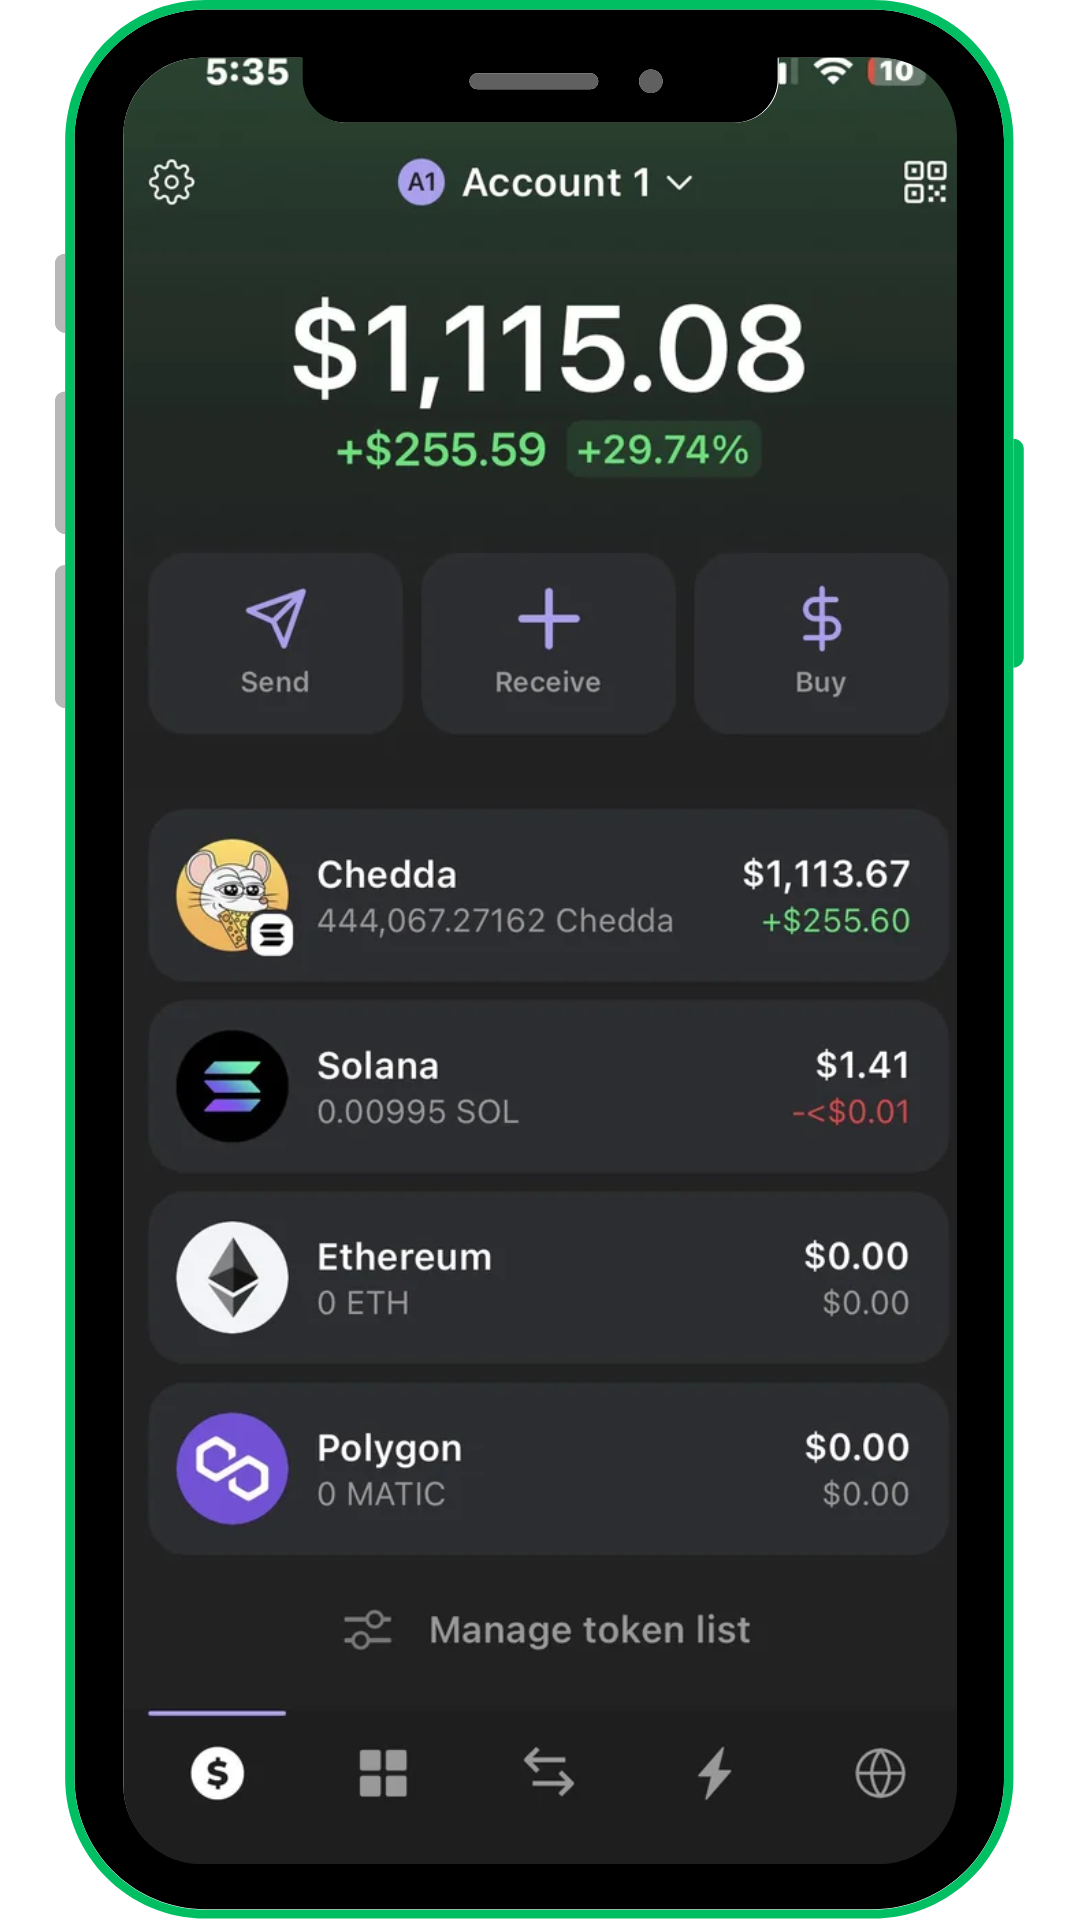 5:35
10
A1 Account 1
$1,115.08
+$255.59 +29.74%
Send Receive Buy
Chedda $1,113.67
444,067.27162 Chedda +$255.60
Solana $1.41
0.00995 SOL -<$0.01
Ethereum $0.00
0 ETH $0.00
Polygon $0.00
0 MATIC $0.00
Manage token list
$